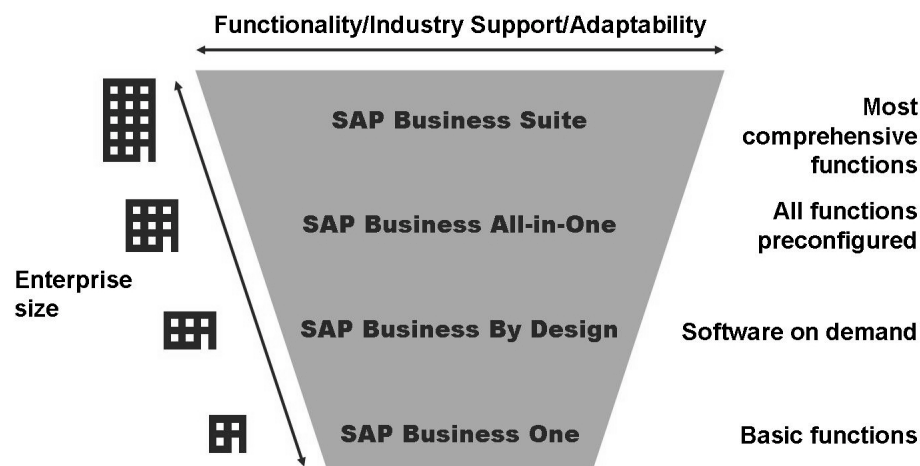 Functionality/Industry Support/Adaptability
SAP Business Suite
Most
comprehensive
functions
SAP Business All-in-One
All functions
preconfigured
Enterprise
size
SAP Business By Design
Software on demand
SAP Business One
Basic functions